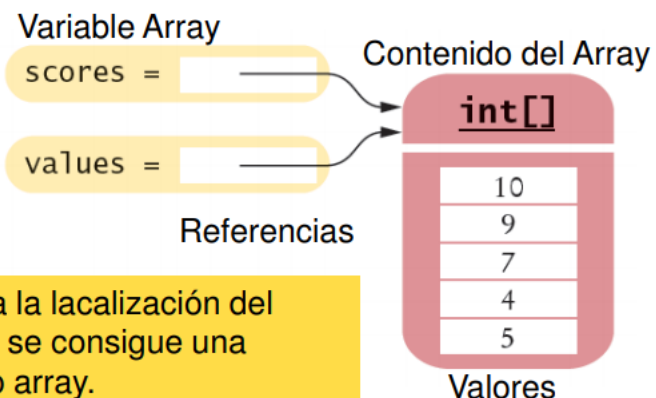 Variable Array
scores =
Contenido del Array
int[]
values =
10
9
7
4
5
Referencias
la lacalización del
se consigue una
array.
Valores